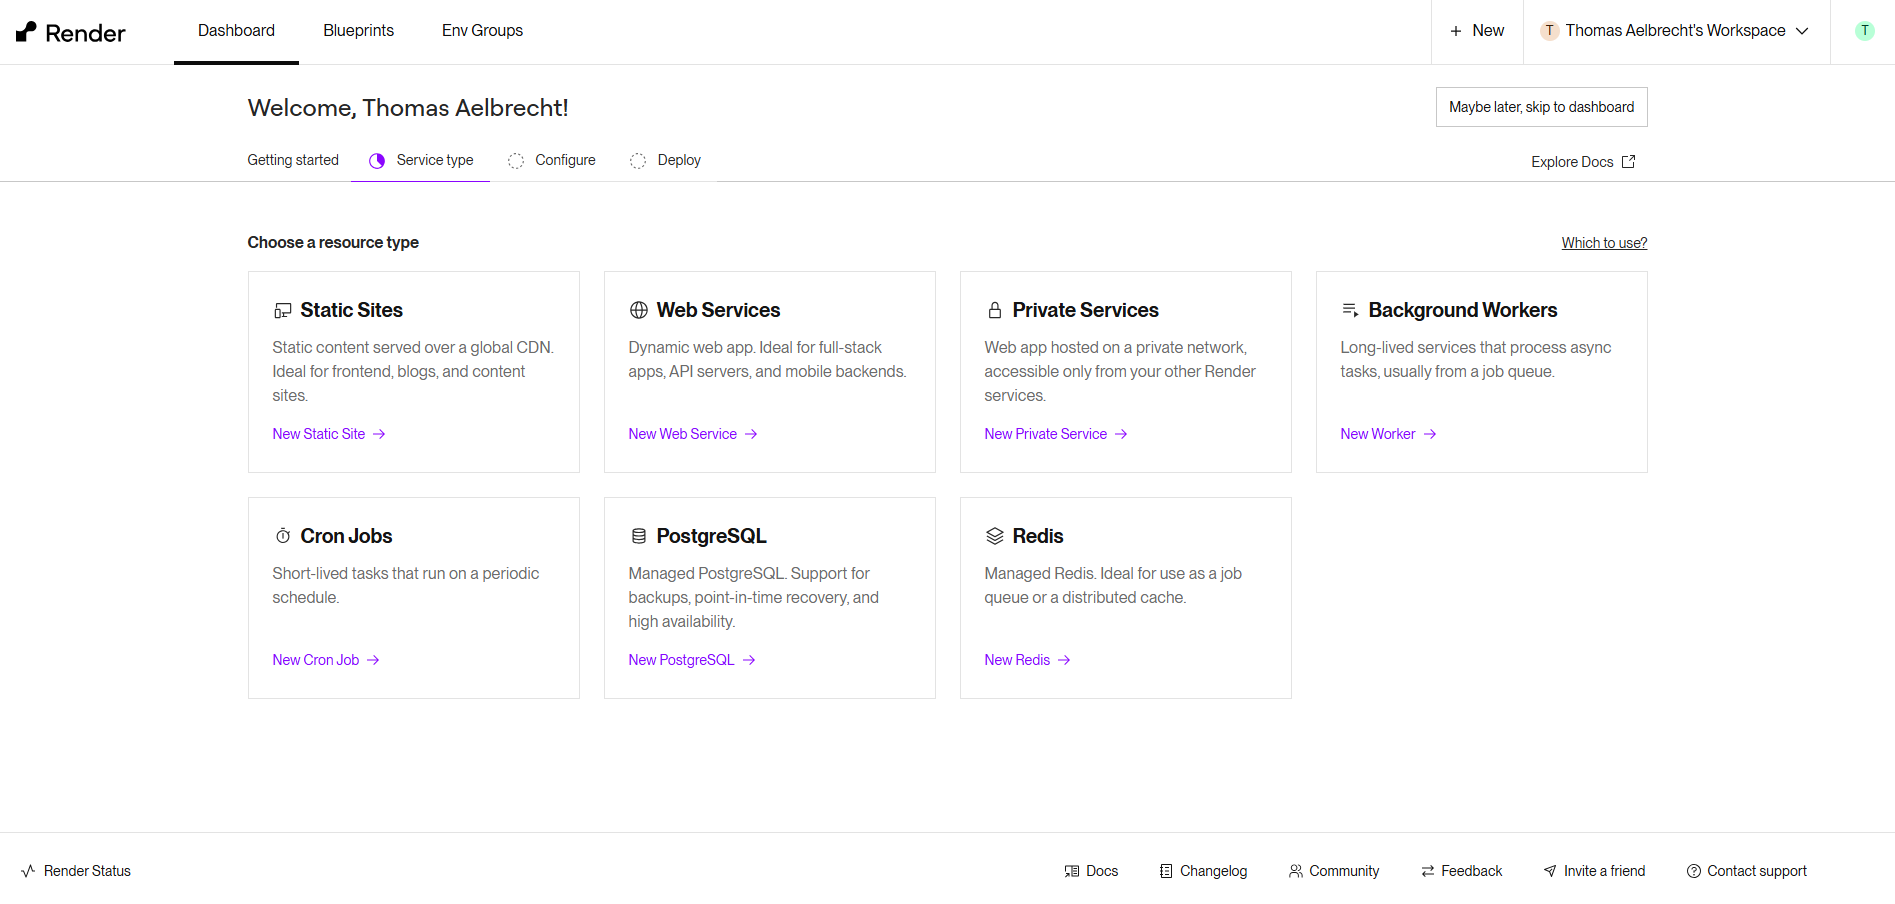 Render
Dashboard
Blueprints
Env Groups
+ New
T
Thomas Aelbrecht's Workspace
T
Welcome, Thomas Aelbrecht!
Maybe later, skip to dashboard
Getting started
Service type
Configure
Deploy
Explore Docs
Choose a resource type
Which to use?
Static Sites
Static content served over a global CDN.
Ideal for frontend, blogs, and content
sites.
New Static Site →
Web Services
Dynamic web app. Ideal for full-stack
apps, API servers, and mobile backends.
New Web Service →
Private Services
Web app hosted on a private network,
accessible only from your other Render
services.
New Private Service →
Background Workers
Long-lived services that process async
tasks, usually from a job queue.
New Worker →
Cron Jobs
Short-lived tasks that run on a periodic
schedule.
New Cron Job →
PostgreSQL
Managed PostgreSQL. Support for
backups, point-in-time recovery, and
high availability.
New PostgreSQL →
Redis
Managed Redis. Ideal for use as a job
queue or a distributed cache.
New Redis →
Render Status
Docs
Changelog
Community
Feedback
Invite a friend
Contact support